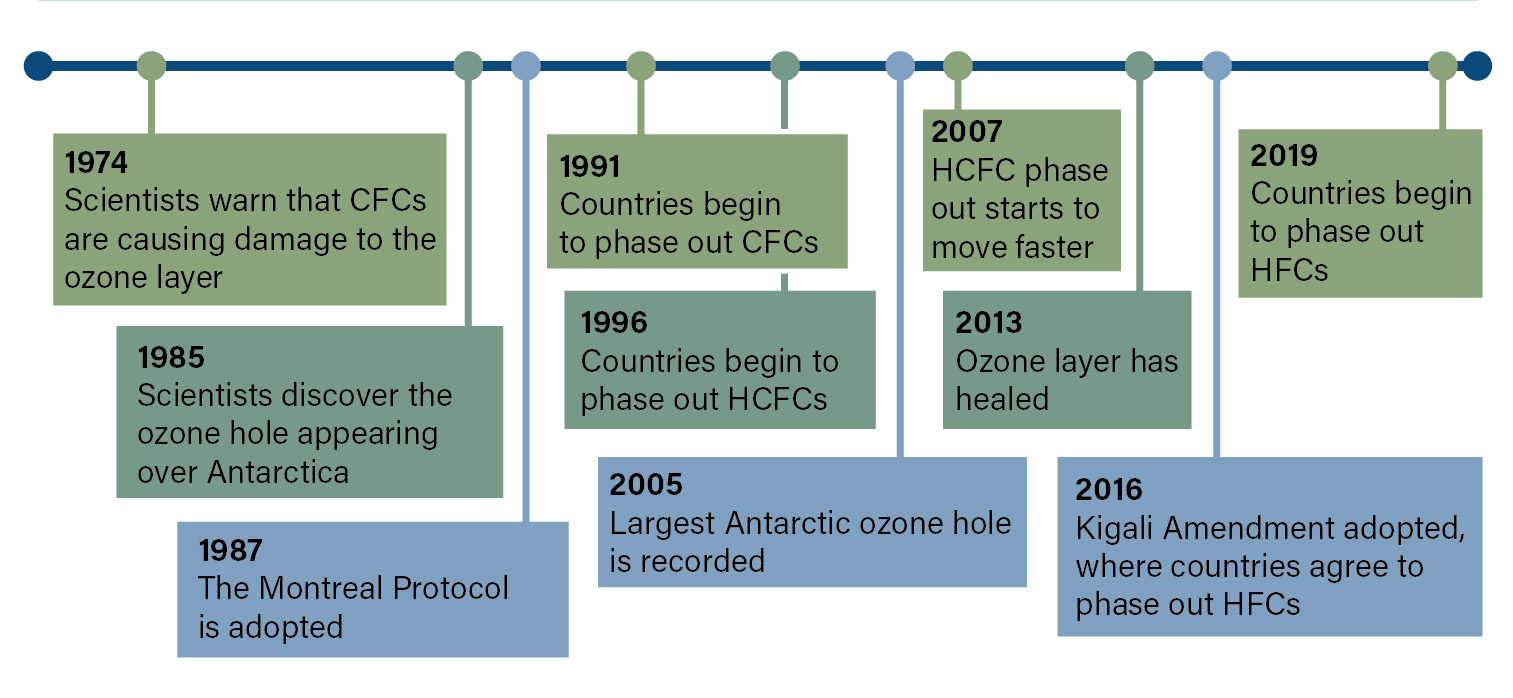 1974
Scientists warn that CFCs
are causing damage to the
ozone layer
1985
Scientists discover the
ozone hole appearing
over Antarctica
1987
The Montreal Protocol
is adopted
1991
Countries begin
to phase out CFCs
1996
Countries begin to
phase out HCFCs
2005
Largest Antarctic ozone hole
is recorded
2007
HCFC phase
out starts to
move faster
2013
Ozone layer has
healed
2016
Kigali Amendment adopted,
where countries agree to
phase out HFCs
2019
Countries begin
to phase out
HFCs